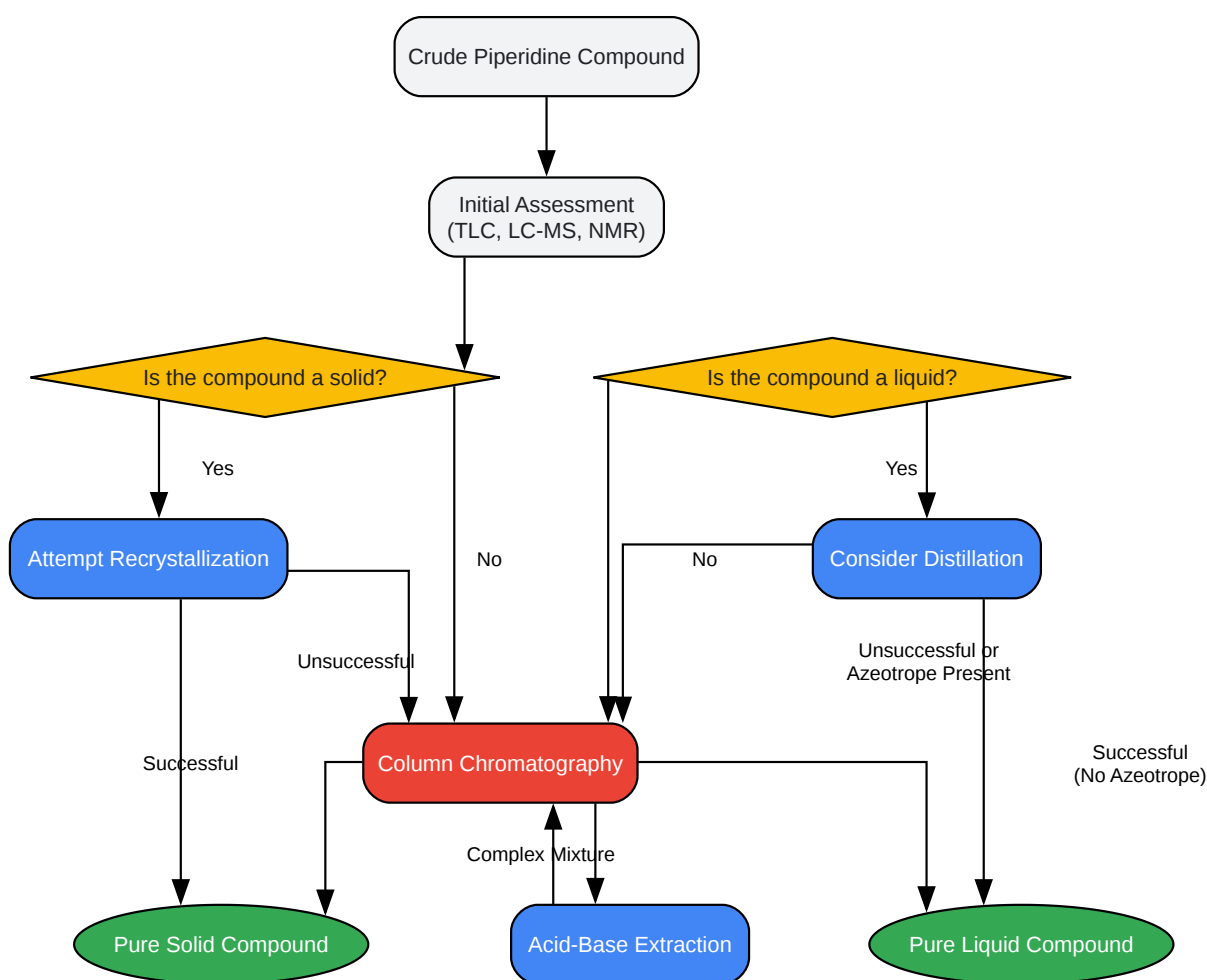 Crude Piperidine Compound
Initial Assessment
(TLC, LC-MS, NMR)
Is the compound a solid?
Is the compound a liquid?
Yes
Yes
Attempt Recrystallization
No
No
Consider Distillation
Unsuccessful
Unsuccessful or
Azeotrope Present
Successful
Column Chromatography
Successful
(No Azeotrope)
Complex Mixture
Pure Solid Compound
Acid-Base Extraction
Pure Liquid Compound